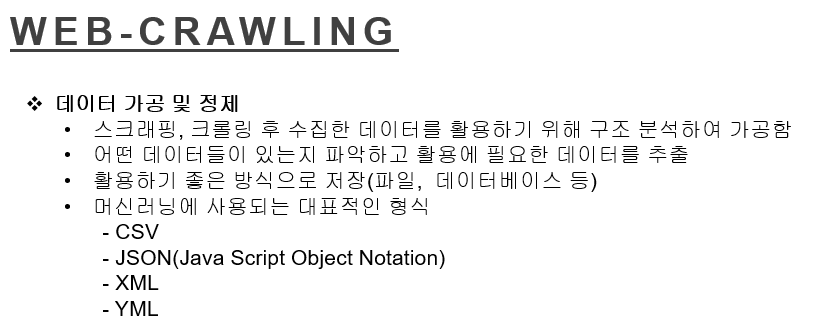 WEB-CRAWLING
❖ 데이터 가공 및 정제
• 스크래핑, 크롤링 후 수집한 데이터를 활용하기 위해 구조 분석하여 가공함
• 어떤 데이터들이 있는지 파악하고 활용에 필요한 데이터를 추출
• 활용하기 좋은 방식으로 저장(파일, 데이터베이스 등)
• 머신러닝에 사용되는 대표적인 형식
- CSV
- JSON(Java Script Object Notation)
- XML
- YML